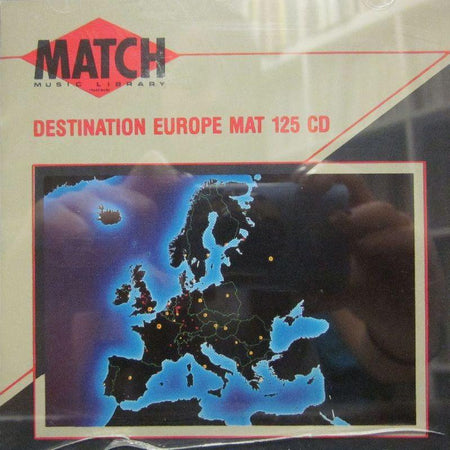 MATCH
MUSIC LIBRARY
DESTINATION EUROPE MAT 125 CD